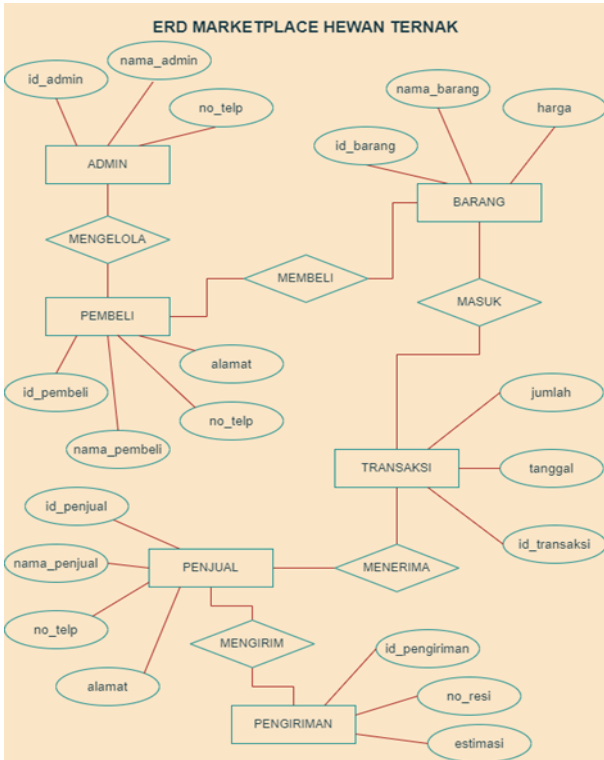 ERD MARKETPLACE HEWAN TERNAK
nama_admin
id_admin
no_telp
ADMIN
nama_barang
harga
id_barang
BARANG
MENGELOLA
MEMBELI
MASUK
PEMBELI
alamat
id_pembeli
no_telp
nama_pembeli
jumlah
TRANSAKSI
tanggal
id_transaksi
id_penjual
nama_penjual
PENJUAL
MENERIMA
no_telp
alamat
MENGIRIM
id_pengiriman
no_resi
PENGIRIMAN
estimasi